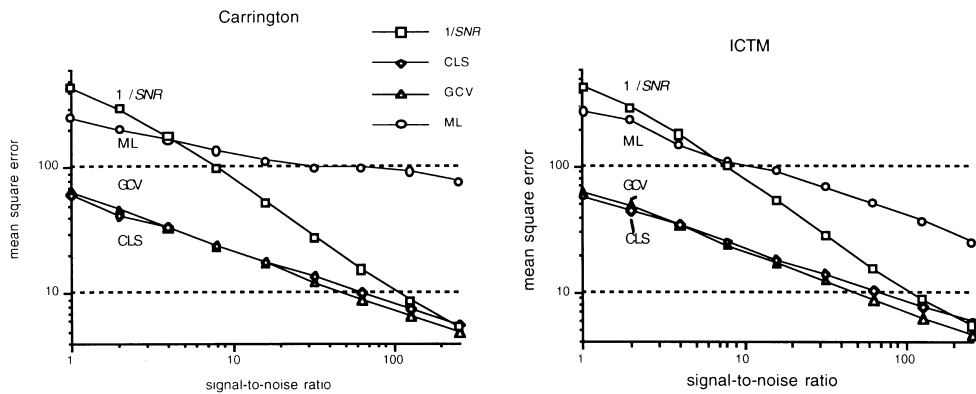 Carrington
1/SNR
CLS
GCV
ML
1 /SNR
ML
GCV
CLS
100
10
1
10
100
mean square error
signal-to-noise ratio
ICTM
1 /SNR
ML
GCV
CLS
100
10
1
10
100
mean square error
signal-to-noise ratio